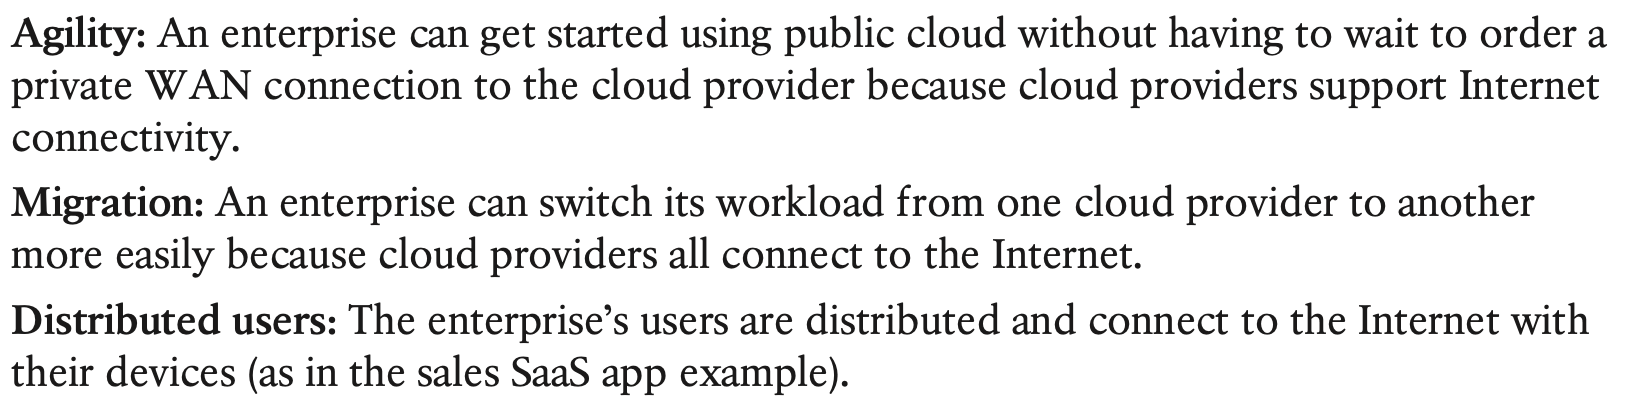 Agility: An enterprise can get started using public cloud without having to wait to order a
private WAN connection to the cloud provider because cloud providers support Internet
connectivity.
Migration: An enterprise can switch its workload from one cloud provider to another
more easily because cloud providers all connect to the Internet.
Distributed users: The enterprise’s users are distributed and connect to the Internet with
their devices (as in the sales SaaS app example).